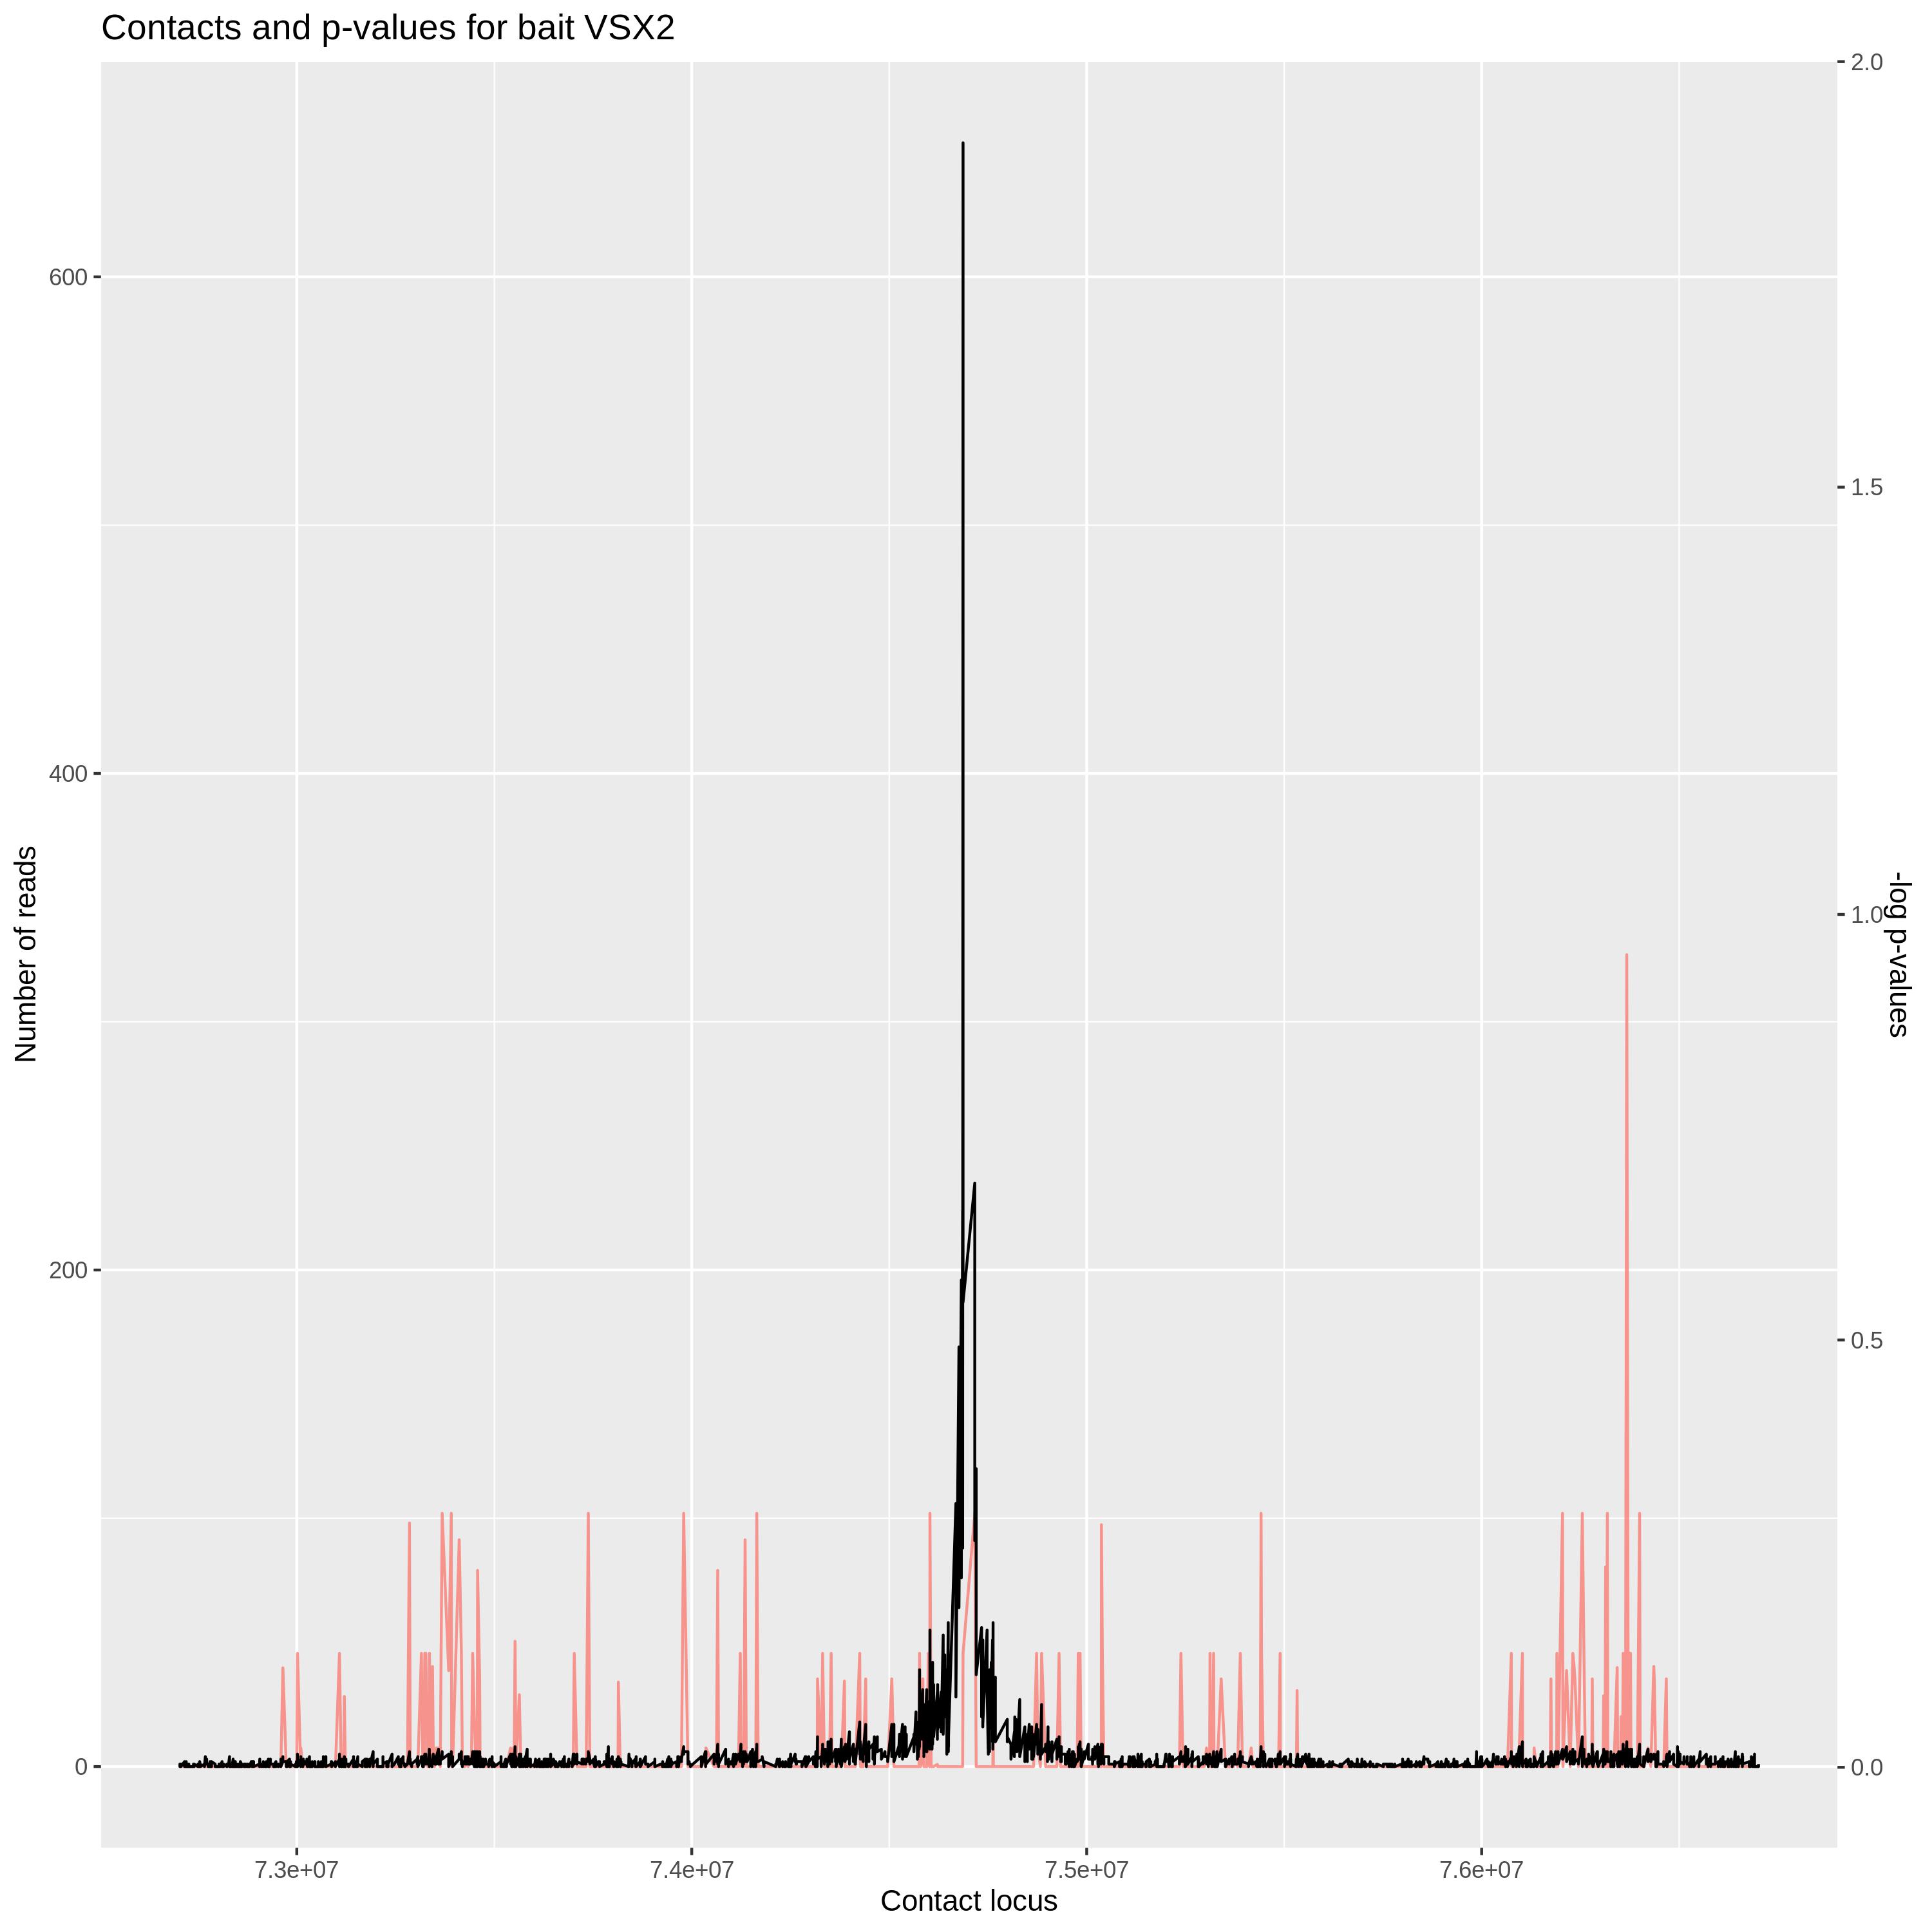 Contacts and p-values for bait VSX2
2.0
1.5
1.0
0.5
0.0
600
400
200
0
Number of reads
-log p-values
7.3e+07
7.4e+07
7.5e+07
7.6e+07
Contact locus